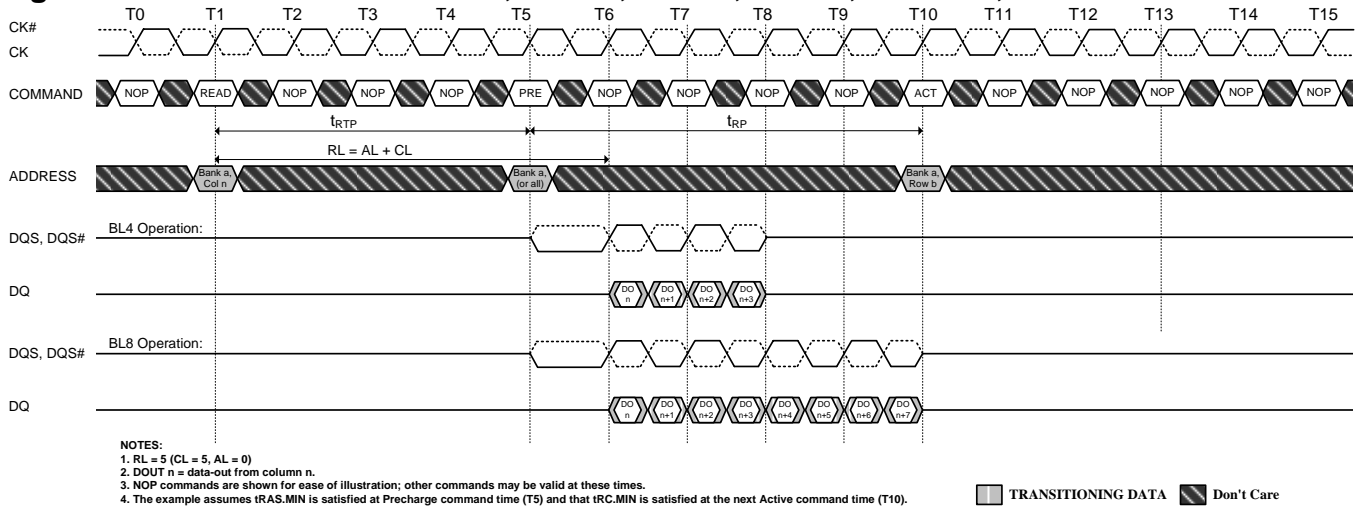 T0 T1 T2 T3 T4 T5 T6 T7 T8 T9 T10 T11 T12 T13 T14 T15
CK#
CK
COMMAND NOP READ NOP NOP NOP PRE NOP NOP NOP NOP ACT NOP NOP NOP NOP NOP
tRTP tRP
RL = AL + CL
ADDRESS Bank a, Col n Bank a, (or all) Bank a, Row b
BL4 Operation:
DQS, DQS#
DQ DO n DO n+1 DO n+2 DO n+3
BL8 Operation:
DQS, DQS#
DQ DO n DO n+1 DO n+2 DO n+3 DO n+4 DO n+5 DO n+6 DO n+7
NOTES:
1. RL = 5 (CL = 5, AL = 0)
2. DOUT n = data-out from column n.
3. NOP commands are shown for ease of illustration; other commands may be valid at these times.
4. The example assumes tRAS.MIN is satisfied at Precharge command time (T5) and that tRC.MIN is satisfied at the next Active command time (T10).
TRANSITIONING DATA Don't Care